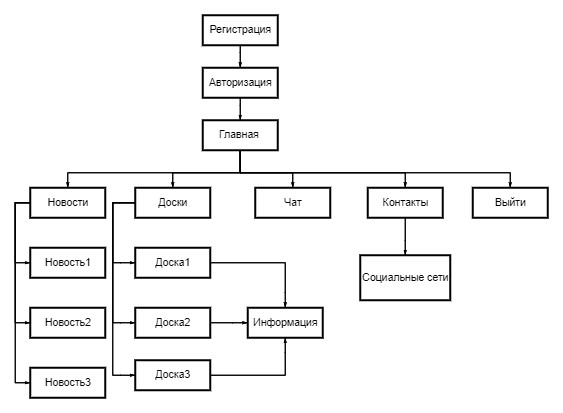 Регистрация
Авторизация
Главная
Новости
Доски
Чат
Контакты
Выйти
Новость1
Доска1
Социальные сети
Новость2
Доска2
Информация
Новость3
Доска3